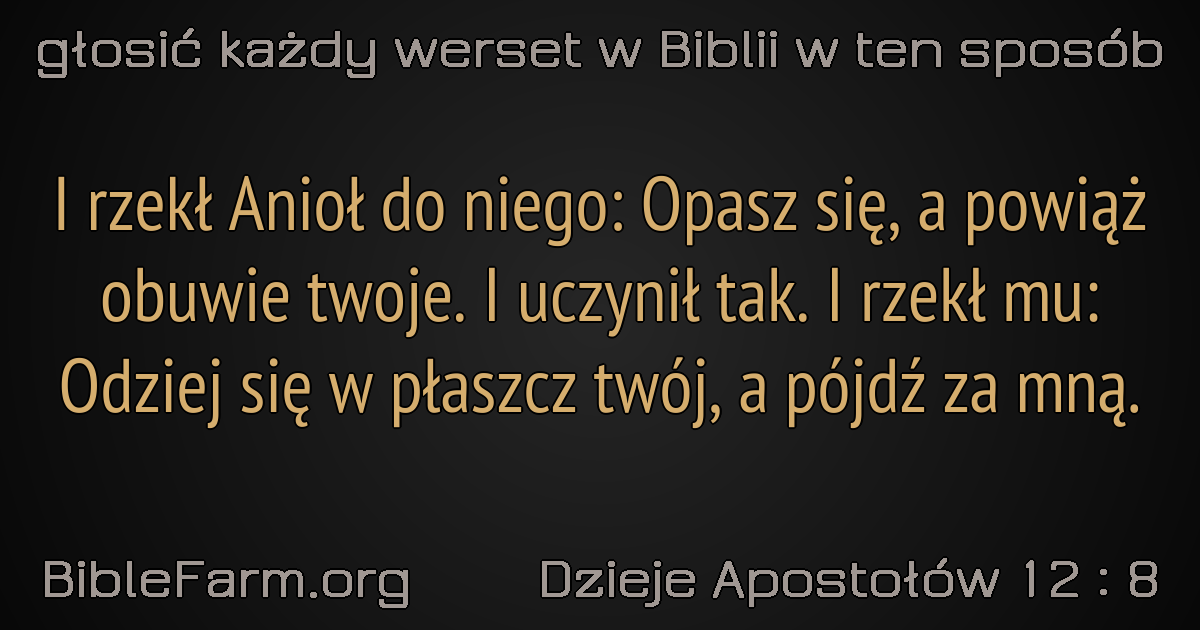 głosić każdy werset w Biblii w ten sposób
I rzekł Anioł do niego: Opasz się, a powiąż
obuwie twoje. I uczynił tak. I rzekł mu:
Odziej się w płaszcz twój, a pójdź za mną.
BibleFarm.org
Dzieje Apostołów 12 : 8